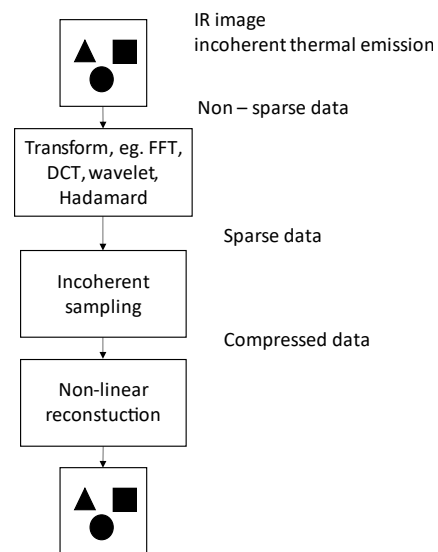 IR image
incoherent thermal emission
Non – sparse data
Transform, eg. FFT,
DCT, wavelet,
Hadamard
Sparse data
Incoherent
sampling
Compressed data
Non-linear
reconstuction